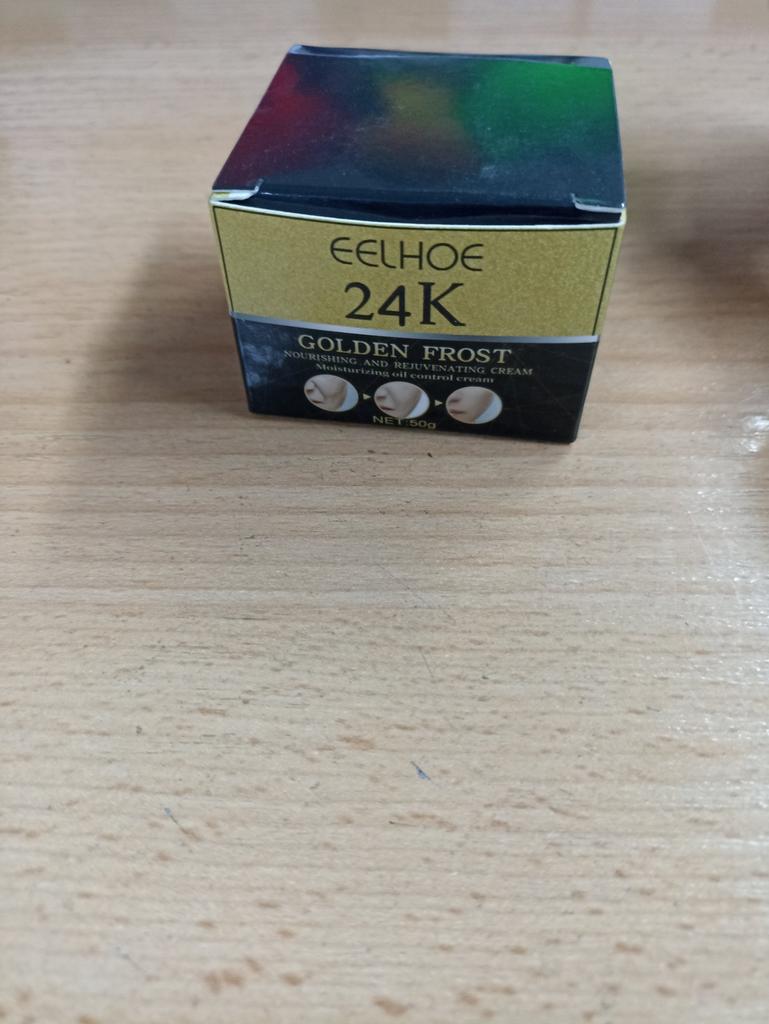 EELHOE
24K
GOLDEN FROST
NOURISHING AND REJUVENATING CREAM
Moisturizing oil control cream
NET:50g